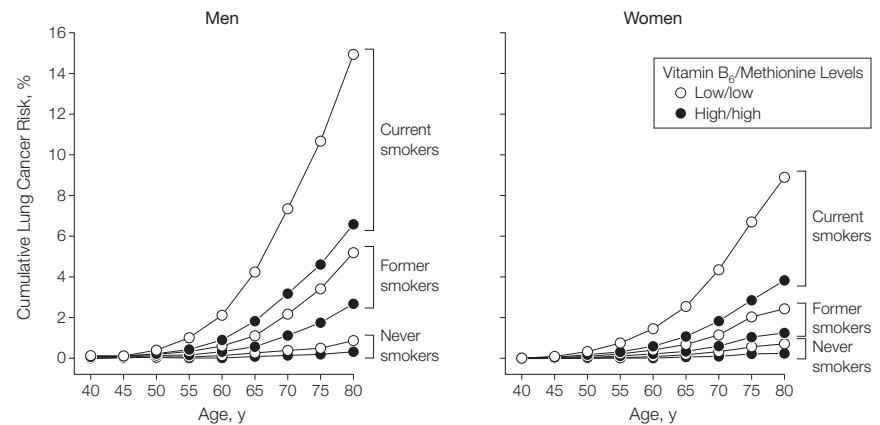 Men
Women
Cumulative Lung Cancer Risk, %
16
14
12
10
8
6
4
2
0
Current
smokers
Former
smokers
Never
smokers
40 45 50 55 60 65 70 75 80
Age, y
Vitamin B6/Methionine Levels
Low/low
High/high
Current
smokers
Former
smokers
Never
smokers
40 45 50 55 60 65 70 75 80
Age, y